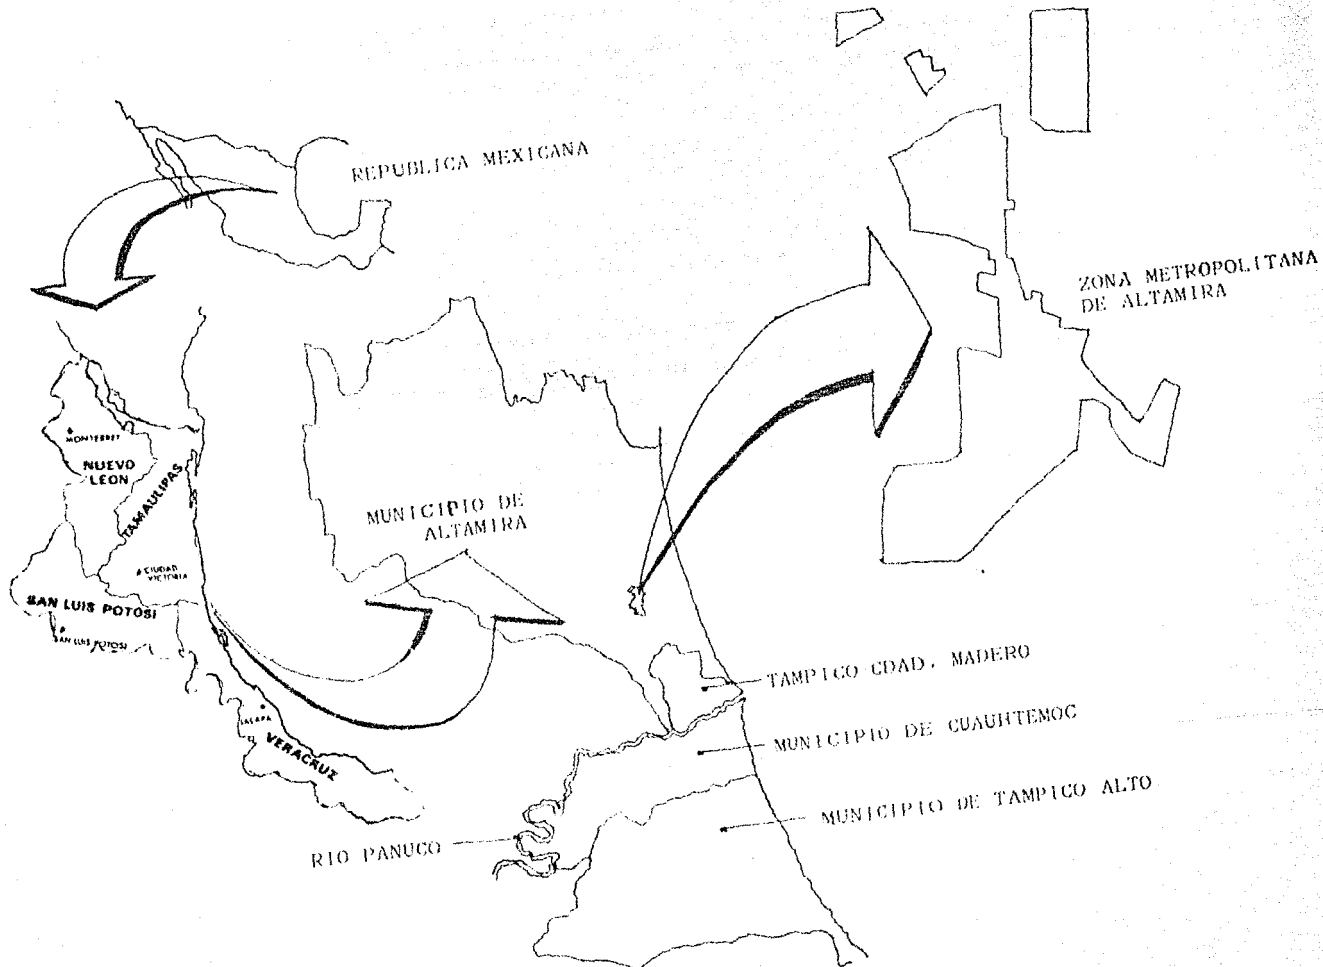 REPUBLICA MEXICANA
ZONA METROPOLITANA
DE ALTAMIRA
MONTERREY
NUEVO
LEON
TAMAULIPAS
MUNICIPIO DE
ALTAMIRA
CIUDAD
VICTORIA
SAN LUIS POTOSI
SAN LUIS POTOSI
TAMPICO CDAD. MADERO
JALAPA
VERACRUZ
MUNICIPIO DE CUAUHTEMOC
MUNICIPIO DE TAMPICO ALTO
RIO PANUCO